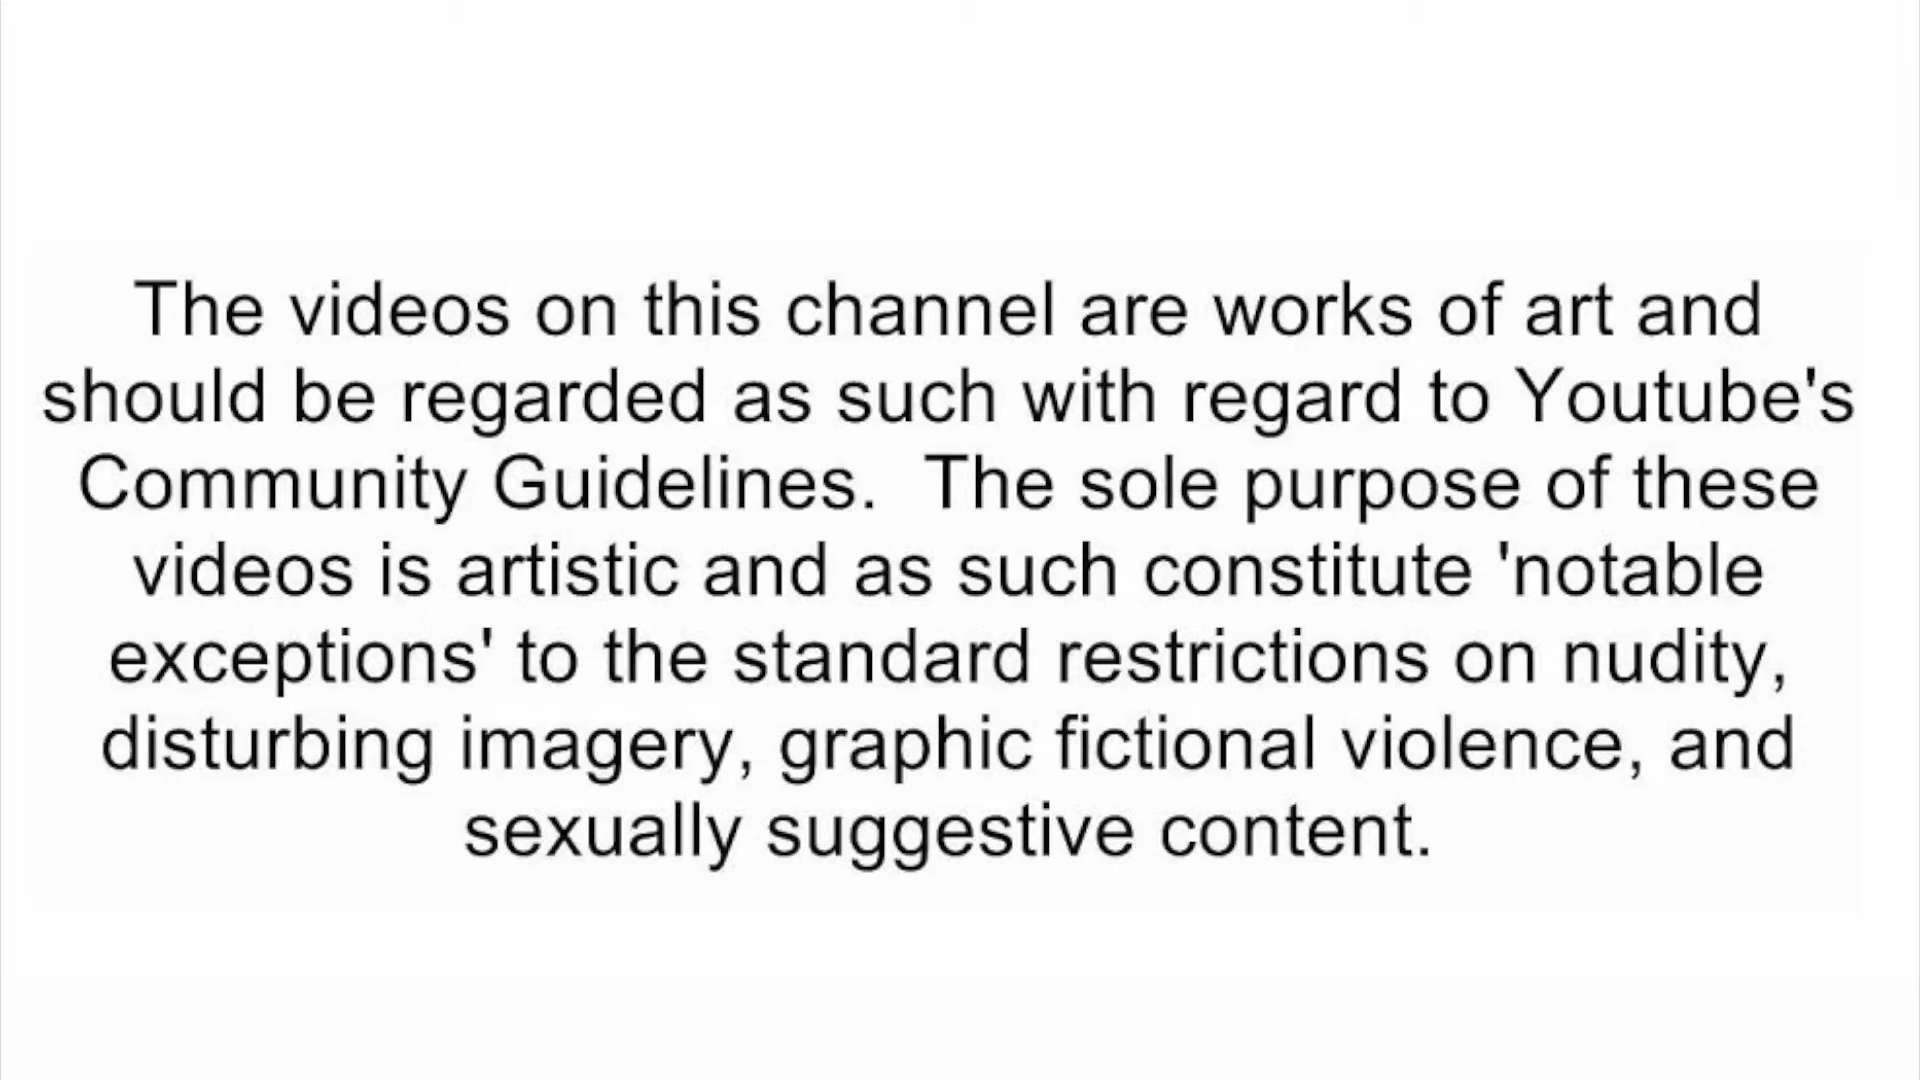 The videos on this channel are works of art and
should be regarded as such with regard to Youtube's
Community Guidelines.  The sole purpose of these
videos is artistic and as such constitute 'notable
exceptions' to the standard restrictions on nudity,
disturbing imagery, graphic fictional violence, and
sexually suggestive content.